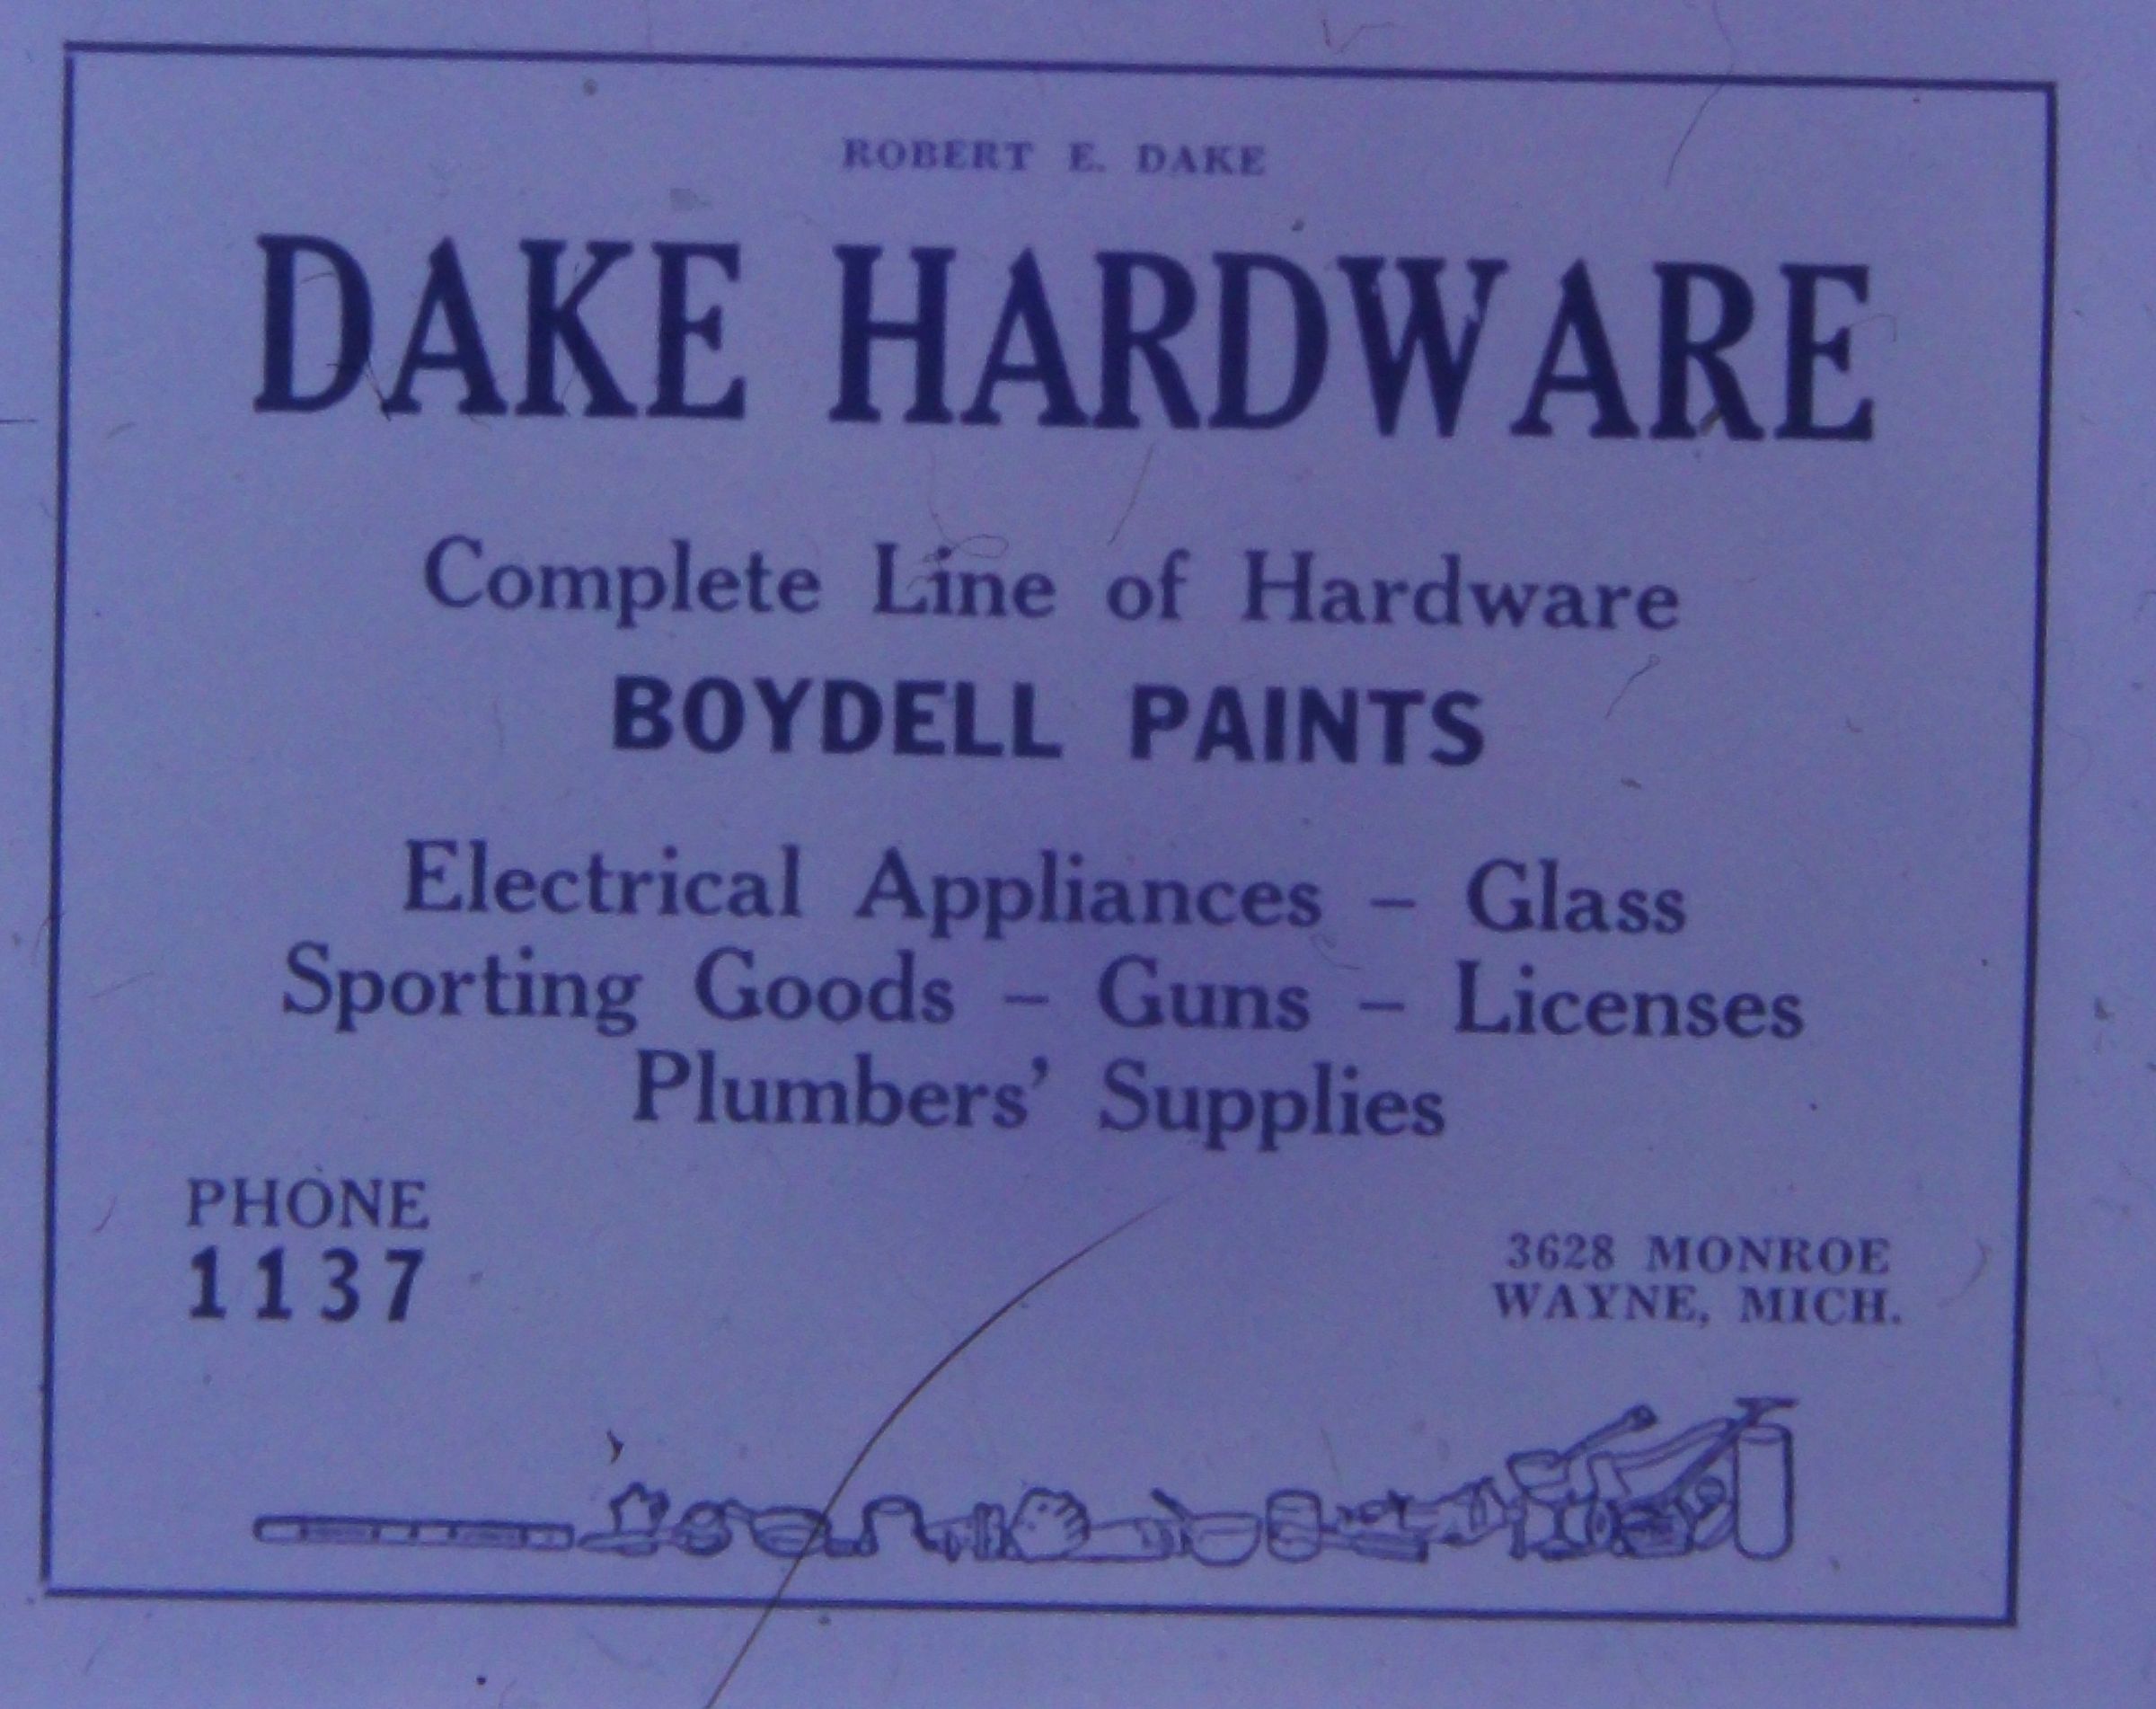 ROBERT E. DAKE
DAKE HARDWARE
Complete Line of Hardware
BOYDELL PAINTS
Electrical Appliances – Glass
Sporting Goods – Guns – Licenses
Plumbers’ Supplies
PHONE
1137
3628 MONROE
WAYNE, MICH.